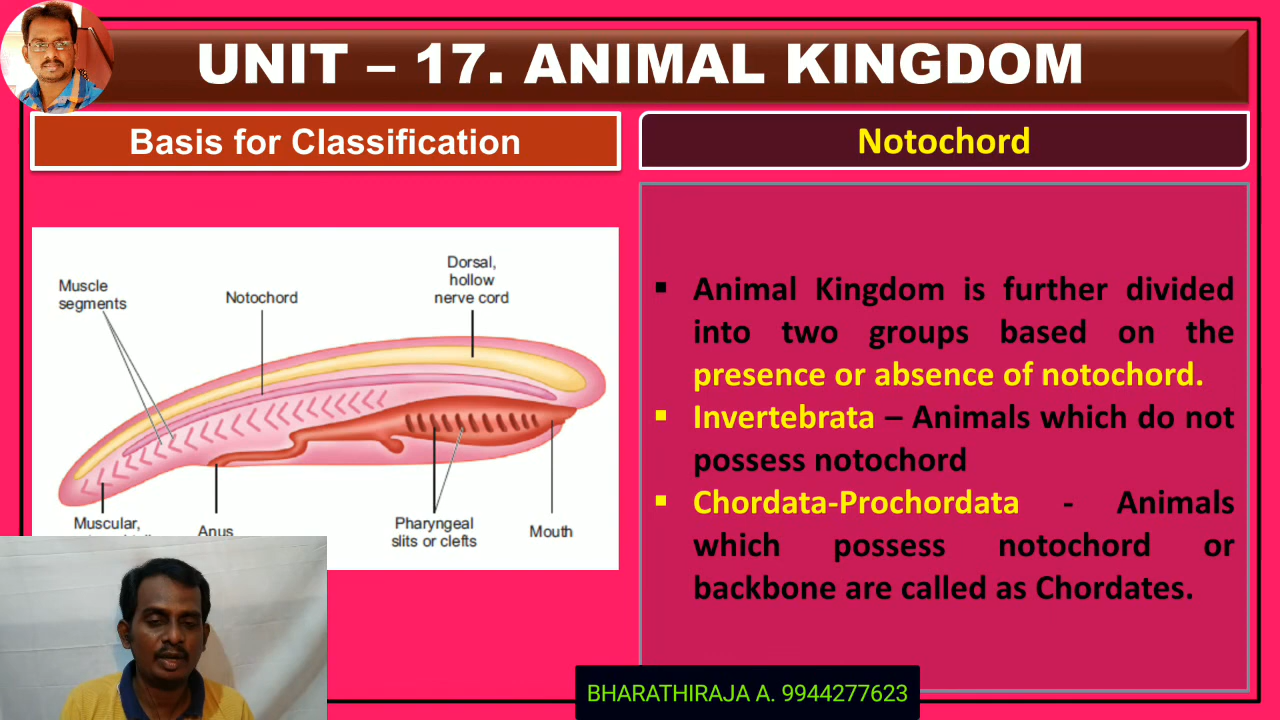 UNIT – 17. ANIMAL KINGDOM
Basis for Classification
Notochord
Muscle
segments
Notochord
Dorsal,
hollow
nerve cord
Muscular,
Anus
Pharyngeal
slits or clefts
Mouth
▪ Animal Kingdom is further divided
into two groups based on the
presence or absence of notochord.
▪ Invertebrata – Animals which do not
possess notochord
▪ Chordata-Prochordata - Animals
which possess notochord or
backbone are called as Chordates.
BHARATHIRAJA A. 9944277623